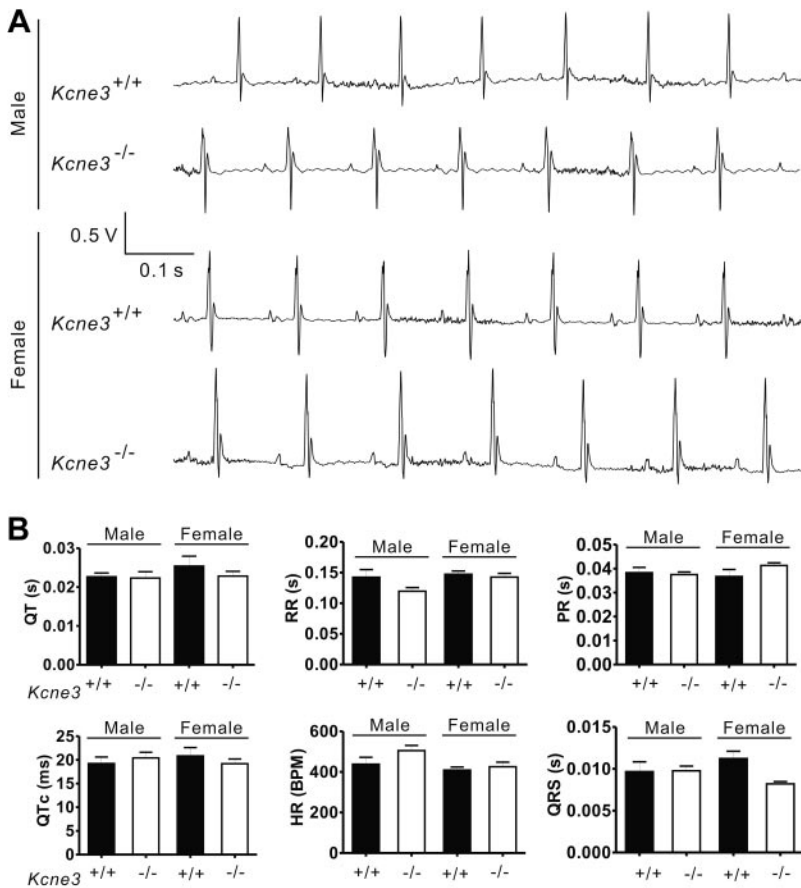 A
Male
Kcne3+/+
Kcne3-/-
0.5 V
0.1 s
Female
Kcne3+/+
Kcne3-/-
B
Male Female
QT (s)
0.03
0.02
0.01
0.00
Kcne3 +/+ -/- +/+ -/-
Male Female
RR (s)
0.20
0.15
0.10
0.05
0.00
+/+ -/- +/+ -/-
Male Female
PR (s)
0.05
0.04
0.03
0.02
0.01
0.00
+/+ -/- +/+ -/-
Male Female
QTc (ms)
25
20
15
10
5
0
Kcne3 +/+ -/- +/+ -/-
Male Female
HR (BPM)
600
400
200
0
+/+ -/- +/+ -/-
Male Female
QRS (s)
0.015
0.010
0.005
0.000
+/+ -/- +/+ -/-